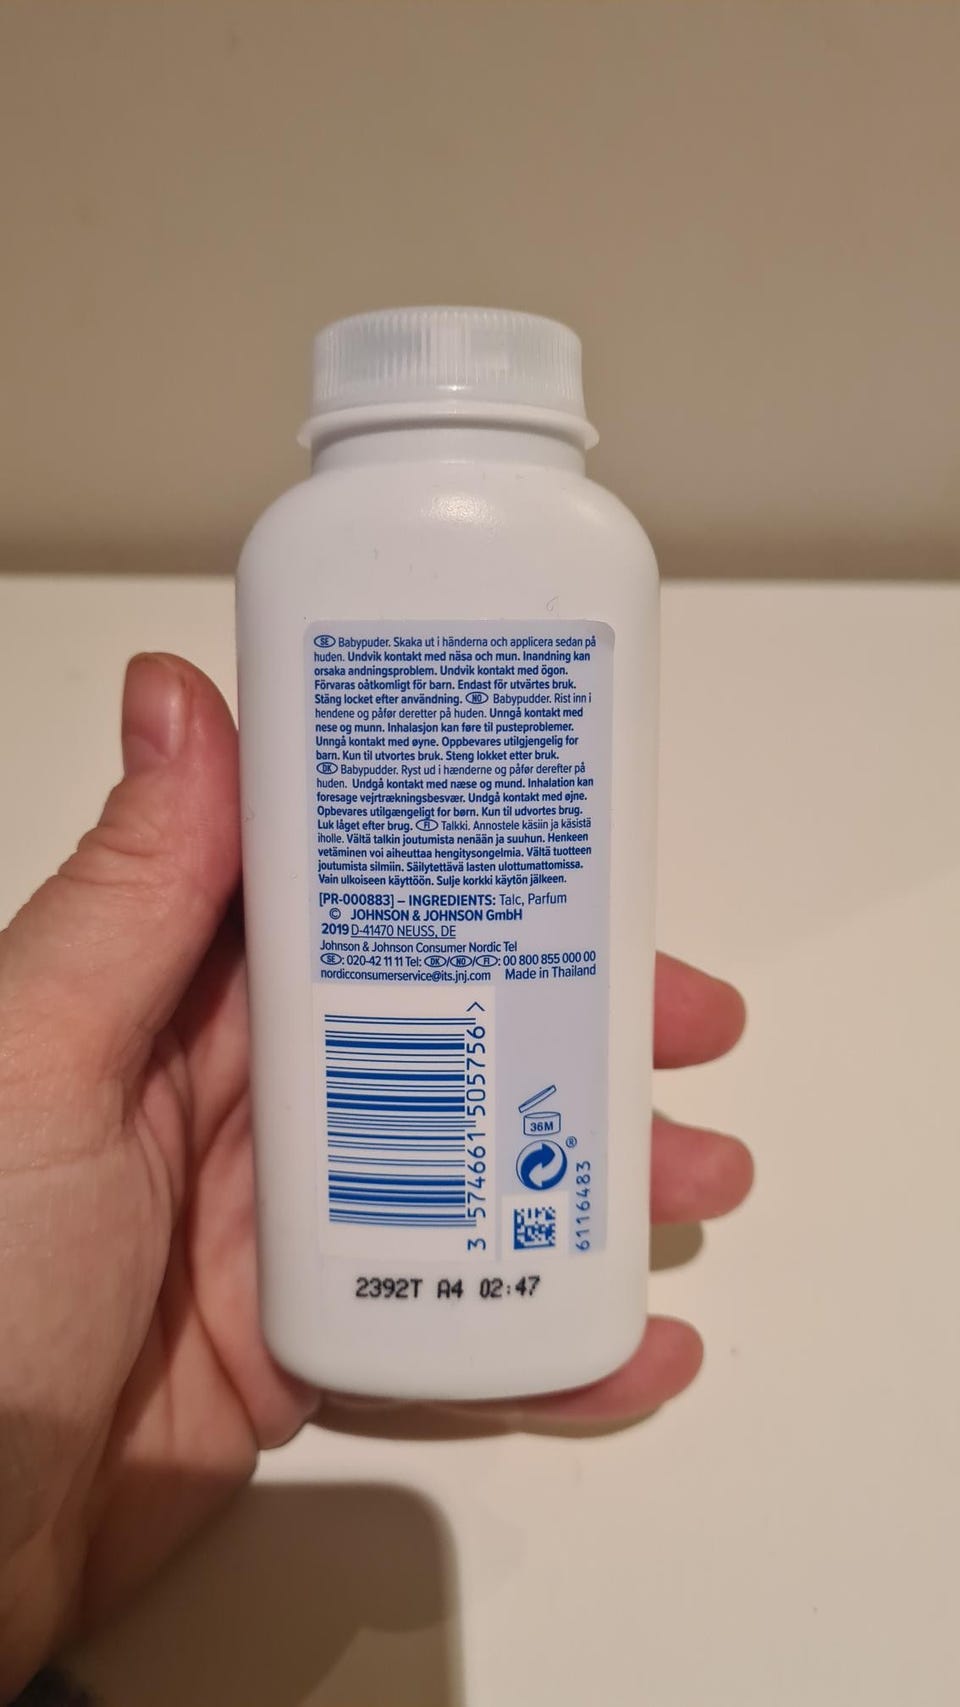 SE Babypuder. Skaka ut i händerna och applicera sedan på
huden. Undvik kontakt med näsa och mun. Inandning kan
orsaka andningsproblem. Undvik kontakt med ögon.
Förvaras oåtkomligt för barn. Endast för utvärtes bruk.
Stäng locket efter användning. NO Babypudder. Rist inn i
hendene og påfør deretter på huden. Unngå kontakt med
nese og munn. Inhalasjon kan føre til pusteproblemer.
Unngå kontakt med øyne. Oppbevares utilgjengelig for
barn. Kun til utvortes bruk. Steng lokket etter bruk.
DK Babypudder. Ryst ud i hænderne og påfør derefter på
huden. Undgå kontakt med næse og mund. Inhalation kan
foresage vejrtrækningsbesvær. Undgå kontakt med øjne.
Opbevares utilgængeligt for børn. Kun til udvortes brug.
Luk låget efter brug. FI Talkki. Annostele käsiin ja käsistä
iholle. Vältä talkin joutumista nenään ja suuhun. Henkeen
vetäminen voi aiheuttaa hengitysongelmia. Vältä tuotteen
joutumista silmiin. Säilytettävä lasten ulottumattomissa.
Vain ulkoiseen käyttöön. Sulje korkki käytön jälkeen.
[PR-000883] – INGREDIENTS: Talc, Parfum
© JOHNSON & JOHNSON GmbH
2019 D-41470 NEUSS, DE
Johnson & Johnson Consumer Nordic Tel
SE: 020-42 11 11 Tel: DK/NO/FI: 00 800 855 000 00
nordicconsumerservice@its.jnj.com Made in Thailand
3 574661 505756 >
36M
®
6116483
2392T A4 02:47